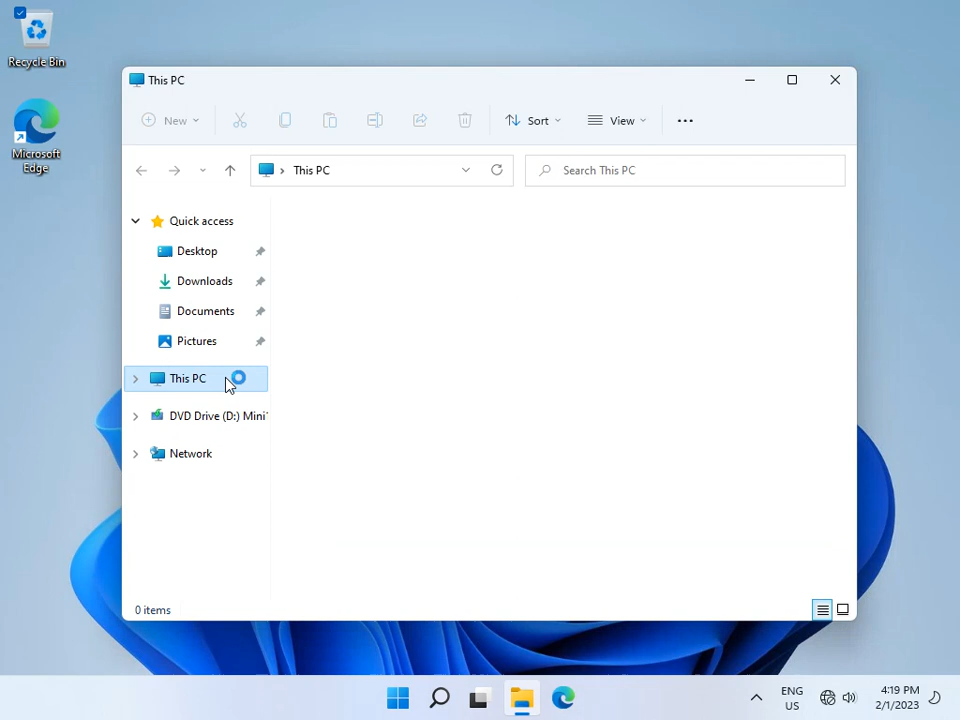 Recycle Bin
Microsoft
Edge
This PC
New
Sort
View
This PC
Search This PC
Quick access
Desktop
Downloads
Documents
Pictures
This PC
DVD Drive (D:) Mini
Network
0 items
ENG
US
4:19 PM
2/1/2023